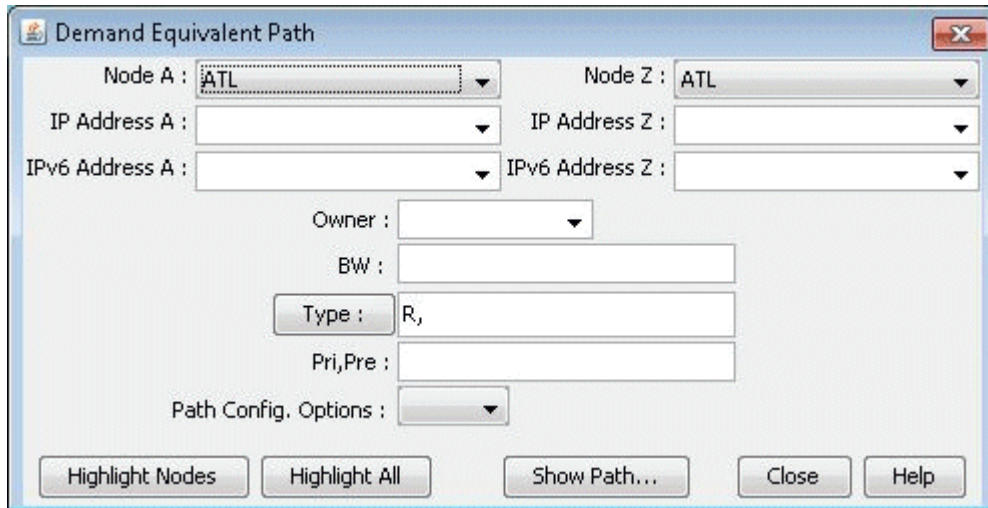 Demand Equivalent Path
Node A : ATL Node Z : ATL
IP Address A : IP Address Z :
IPv6 Address A : IPv6 Address Z :
Owner :
BW :
Type : R,
Pri,Pre :
Path Config. Options :
Highlight Nodes Highlight All Show Path... Close Help